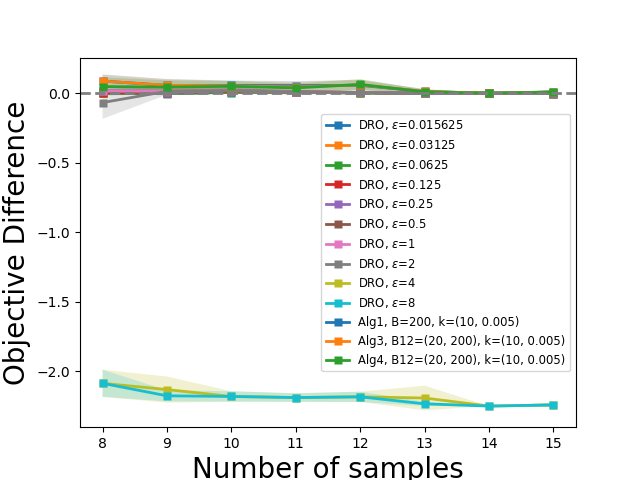 0.0
−0.5
−1.0
−1.5
−2.0
Objective Difference
8 9 10 11 12 13 14 15
Number of samples
DRO, ε=0.015625
DRO, ε=0.03125
DRO, ε=0.0625
DRO, ε=0.125
DRO, ε=0.25
DRO, ε=0.5
DRO, ε=1
DRO, ε=2
DRO, ε=4
DRO, ε=8
Alg1, B=200, k=(10, 0.005)
Alg3, B12=(20, 200), k=(10, 0.005)
Alg4, B12=(20, 200), k=(10, 0.005)